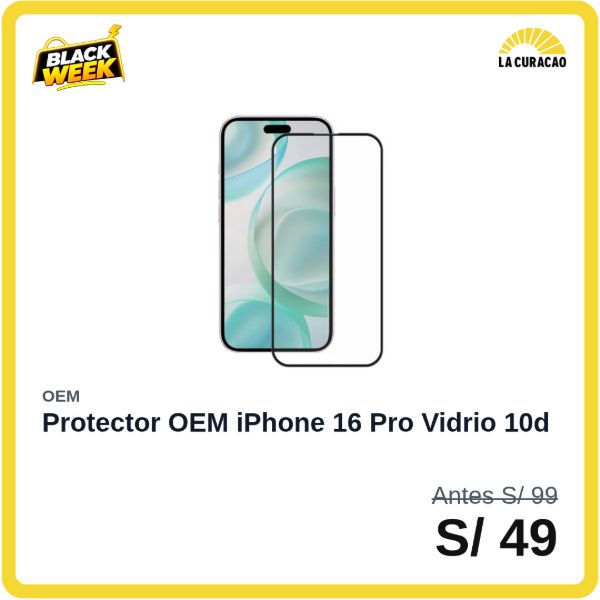 BLACK
WEEK
LA CURACAO
OEM
Protector OEM iPhone 16 Pro Vidrio 10d
Antes S/ 99
S/ 49